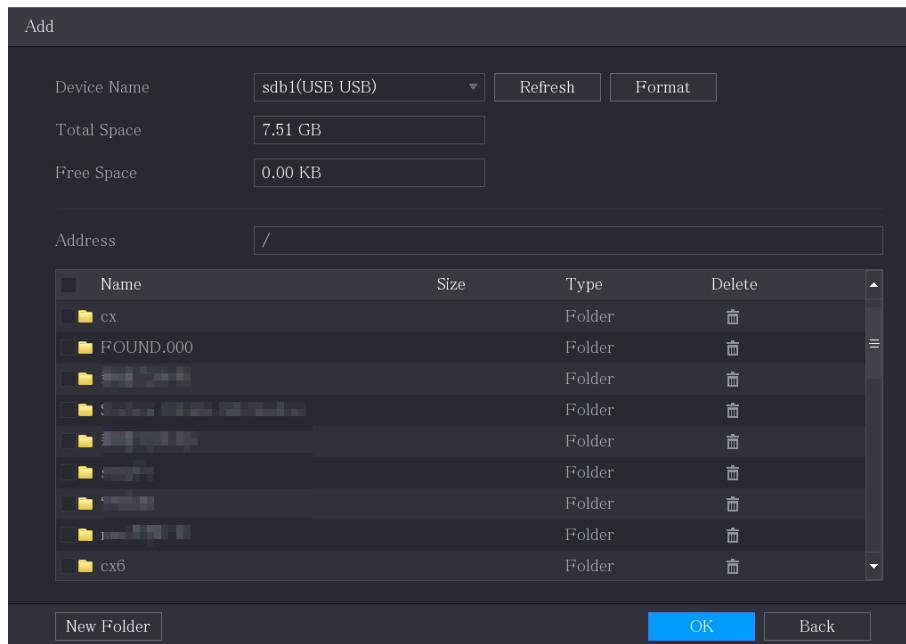 Add
Device Name sdb1(USB USB) Refresh Format
Total Space 7.51 GB
Free Space 0.00 KB
Address /
Name Size Type Delete
cx Folder
FOUND.000 Folder
Folder
Folder
Folder
Folder
Folder
Folder
cx6 Folder
New Folder OK Back